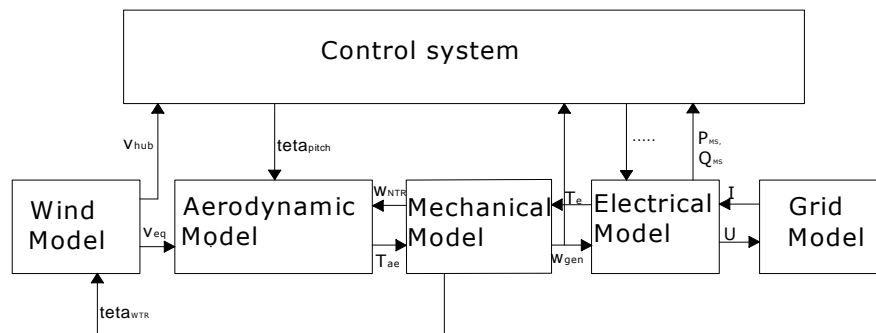 Control system
vhub
tetapitch
.....
PMS,
QMS
Wind
Model
veq
Aerodynamic
Model
wNTR
Tae
Mechanical
Model
Te
wgen
Electrical
Model
I
U
Grid
Model
tetaWTR